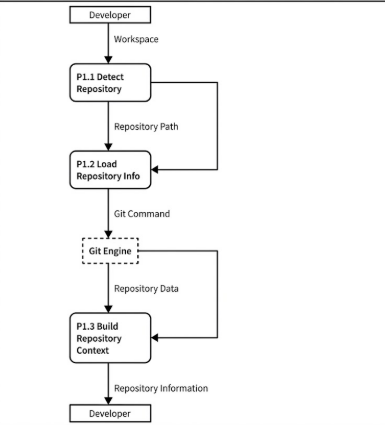 Developer
Workspace
P1.1 Detect
Repository
Repository Path
P1.2 Load
Repository Info
Git Command
Git Engine
Repository Data
P1.3 Build
Repository
Context
Repository Information
Developer